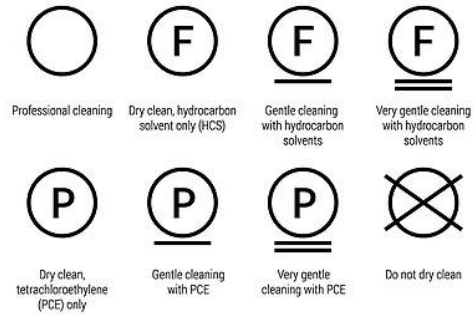 F
F
F
Professional cleaning
Dry clean, hydrocarbon
solvent only (HCS)
Gentle cleaning
with hydrocarbon
solvents
Very gentle cleaning
with hydrocarbon
solvents
P
P
P
Dry clean,
tetrachloroethylene
(PCE) only
Gentle cleaning
with PCE
Very gentle
cleaning with PCE
Do not dry clean